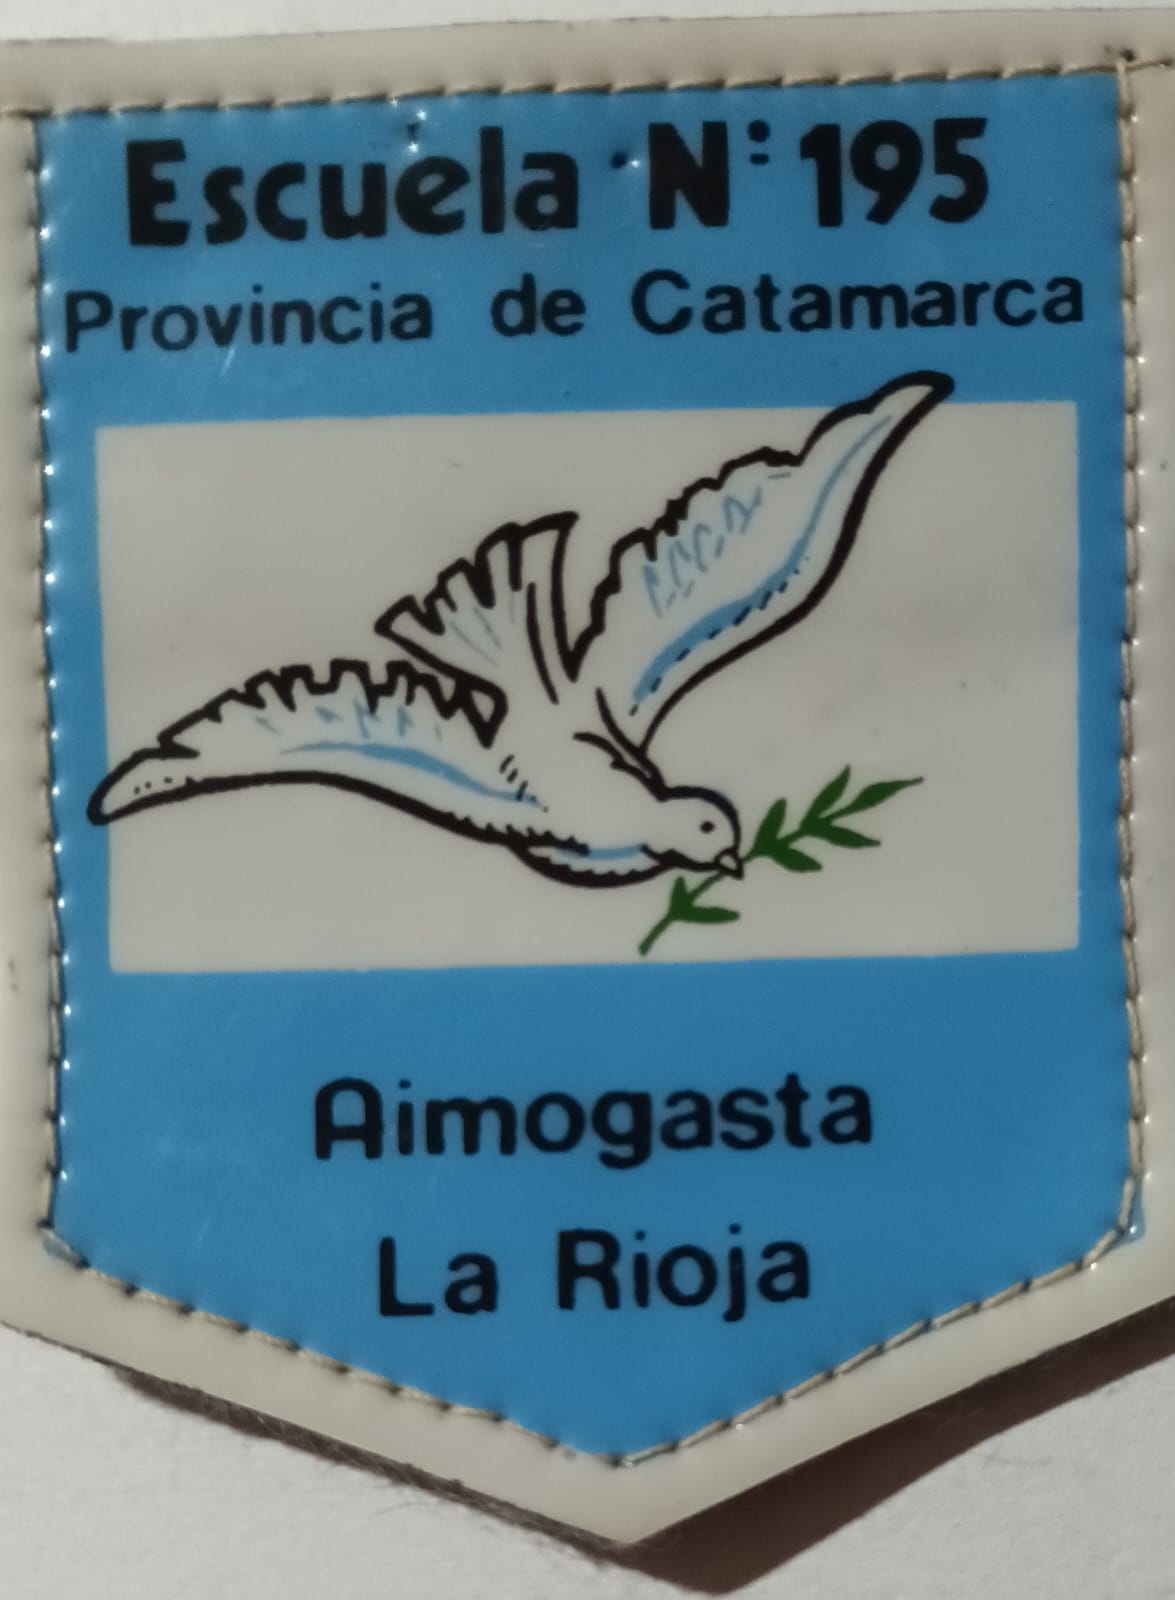 Escuela N: 195
Provincia de Catamarca
Aimogasta
La Rioja